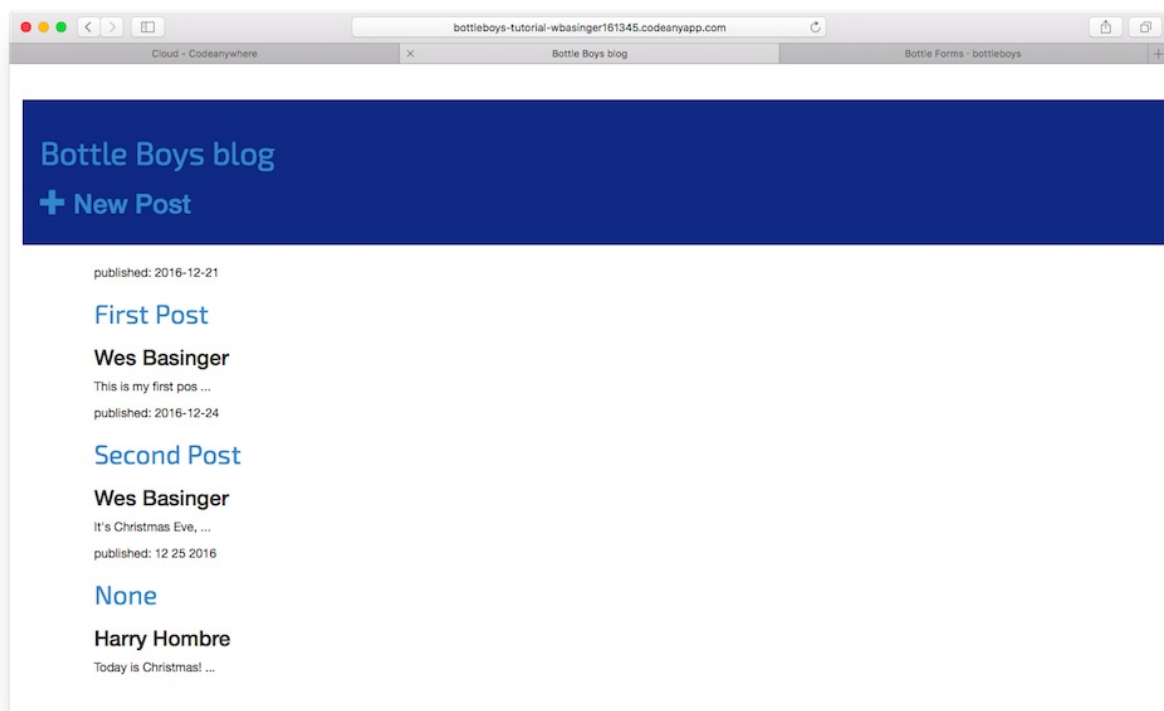 bottleboys-tutorial-wbasinger161345.codeanyapp.com
Cloud - Codeanywhere
Bottle Boys blog
Bottle Forms - bottleboys
Bottle Boys blog
+ New Post
published: 2016-12-21
First Post
Wes Basinger
This is my first pos ...
published: 2016-12-24
Second Post
Wes Basinger
It's Christmas Eve, ...
published: 12 25 2016
None
Harry Hombre
Today is Christmas! ...